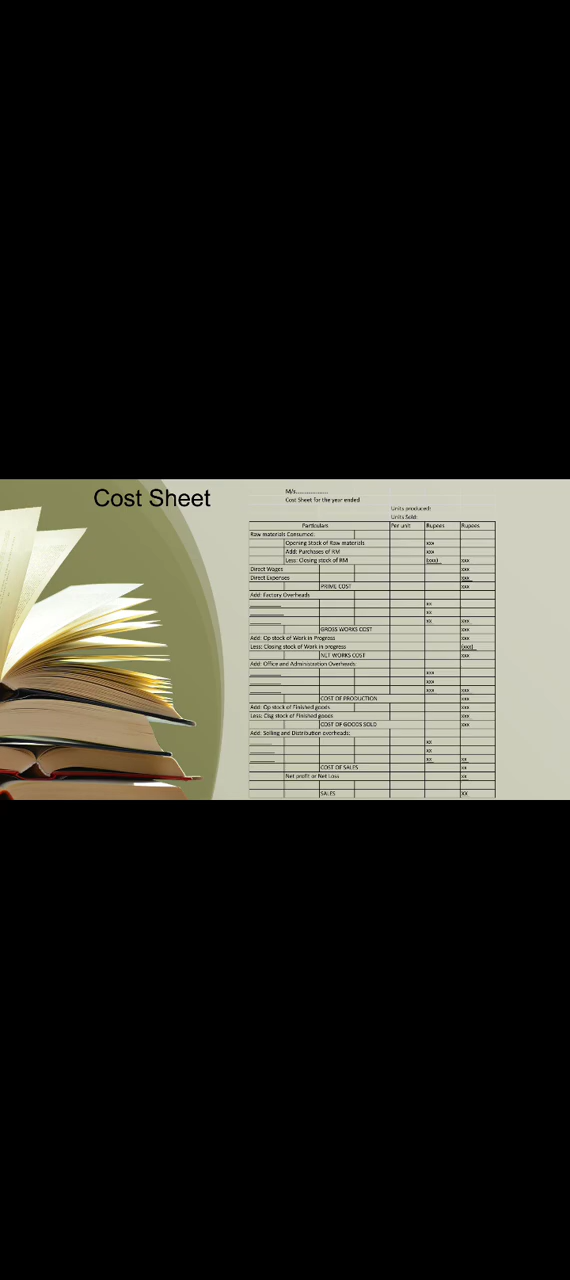 Cost Sheet
M/s..................
Cost Sheet for the year ended
Units produced:
Units Sold:
Particulars Per unit Rupees Rupees
Raw materials Consumed:
Opening Stock of Raw materials xxx
Add: Purchases of RM xxx
Less: Closing stock of RM (xxx) xxx
Direct Wages xxx
Direct Expenses xxx
PRIME COST xxx
Add: Factory Overheads
xx
xx
xx xxx
GROSS WORKS COST xxx
Add: Op stock of Work in Progress xxx
Less: Closing stock of Work in progress (xxx)
NET WORKS COST xxx
Add: Office and Administration Overheads:
xxx
xxx
xxx xxx
COST OF PRODUCTION xxx
Add: Op stock of Finished goods xxx
Less: Clsg stock of Finished goods xxx
COST OF GOODS SOLD xxx
Add: Selling and Distribution overheads:
xx
xx
xx xx
COST OF SALES xx
Net profit or Net Loss xx
SALES XX